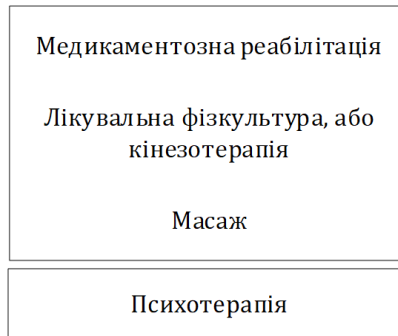 Медикаментозна реабілітація
Лікувальна фізкультура, або
кінезотерапія
Масаж
Психотерапія